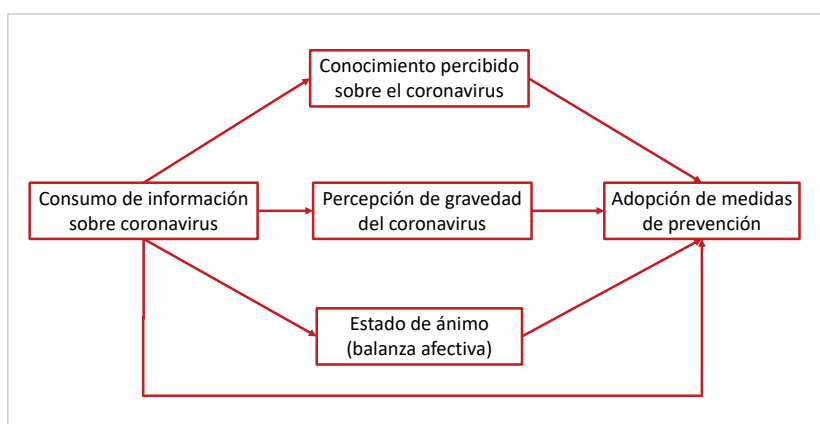 Conocimiento percibido
sobre el coronavirus
Consumo de información
sobre coronavirus
Percepción de gravedad
del coronavirus
Adopción de medidas
de prevención
Estado de ánimo
(balanza afectiva)